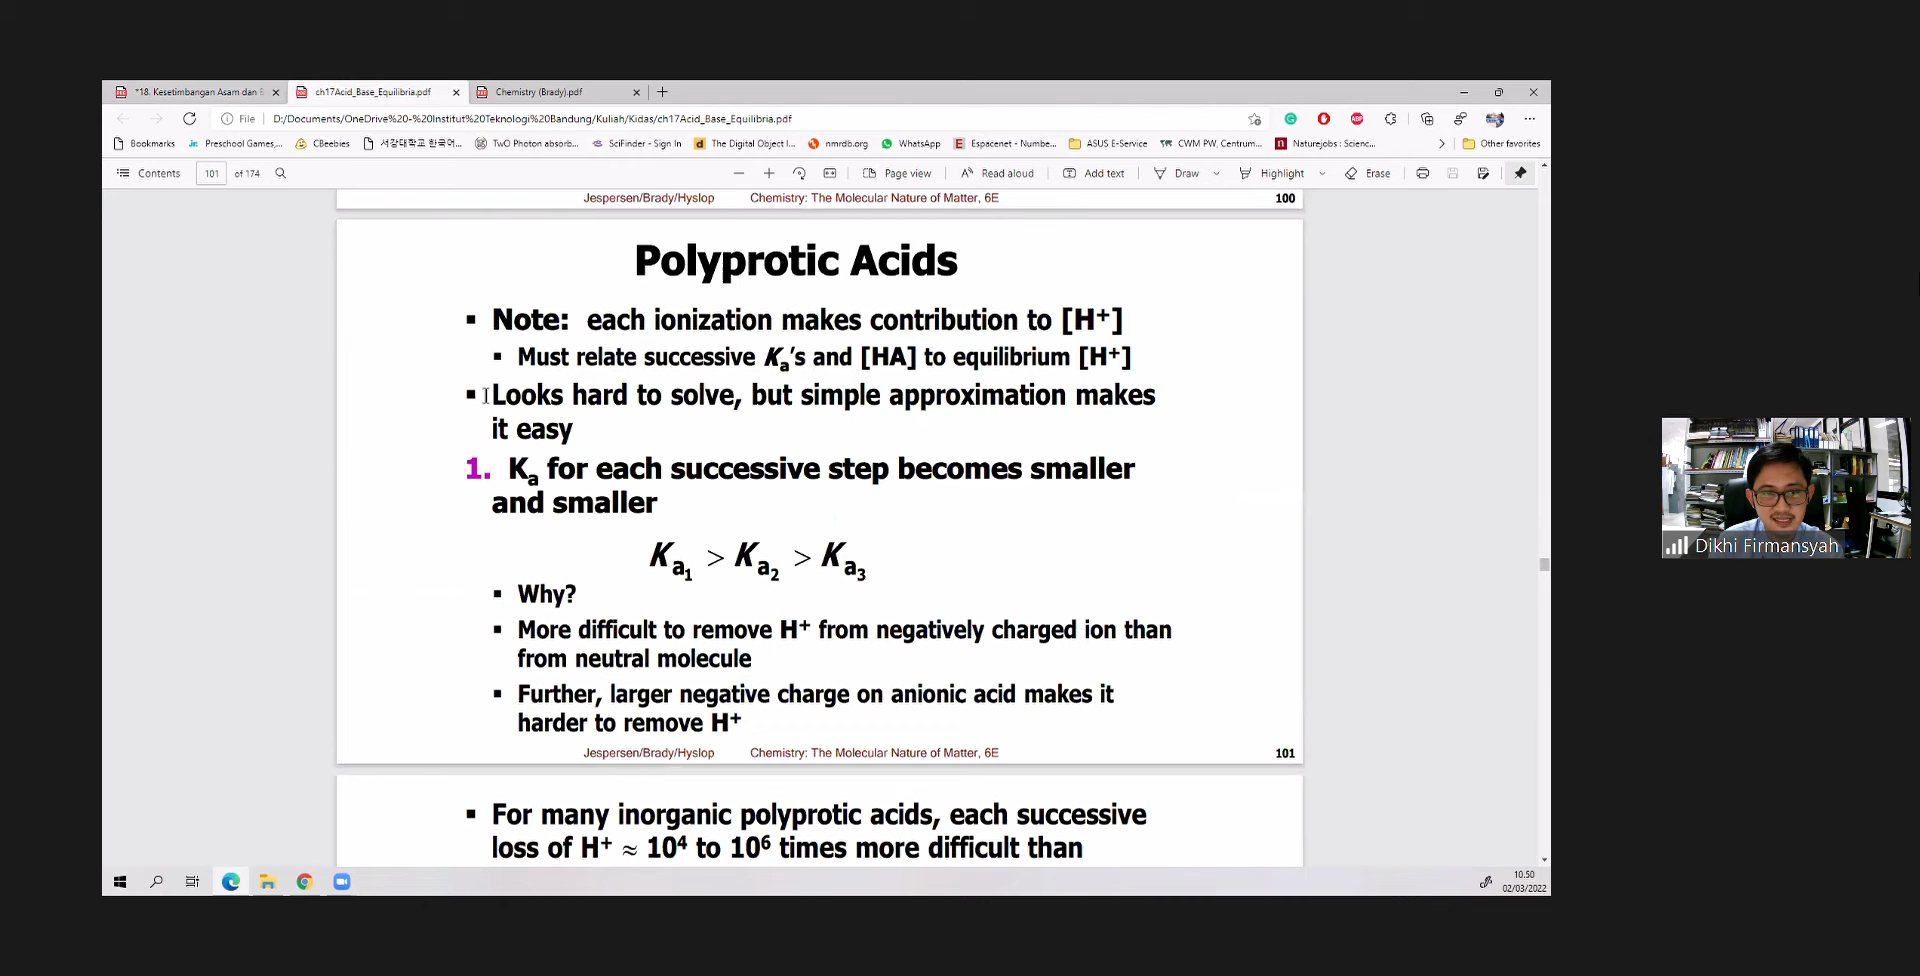 *18. Kesetimbangan Asam dan E
ch17Acid_Base_Equilibria.pdf
Chemistry (Brady).pdf
File
D:/Documents/OneDrive%20-%20Institut%20Teknologi%20Bandung/Kuliah/Kidas/ch17Acid_Base_Equilibria.pdf
Bookmarks
Preschool Games,...
CBeebies
서강대학교 한국어...
TwO Photon absorb...
SciFinder - Sign In
The Digital Object I...
nmrdb.org
WhatsApp
Espacenet - Numbe...
ASUS E-Service
CWM PW, Centrum...
Naturejobs : Scienc...
Other favorites
Contents
101 of 174
Page view
Read aloud
Add text
Draw
Highlight
Erase
Jespersen/Brady/Hyslop Chemistry: The Molecular Nature of Matter, 6E 100
Polyprotic Acids
▪ Note: each ionization makes contribution to [H⁺]
▪ Must relate successive Kₐ's and [HA] to equilibrium [H⁺]
▪ Looks hard to solve, but simple approximation makes
it easy
1. Kₐ for each successive step becomes smaller
and smaller
Kₐ₁ > Kₐ₂ > Kₐ₃
▪ Why?
▪ More difficult to remove H⁺ from negatively charged ion than
from neutral molecule
▪ Further, larger negative charge on anionic acid makes it
harder to remove H⁺
Jespersen/Brady/Hyslop Chemistry: The Molecular Nature of Matter, 6E 101
▪ For many inorganic polyprotic acids, each successive
loss of H⁺ ≈ 10⁴ to 10⁶ times more difficult than
10.50
02/03/2022
Dikhi Firmansyah